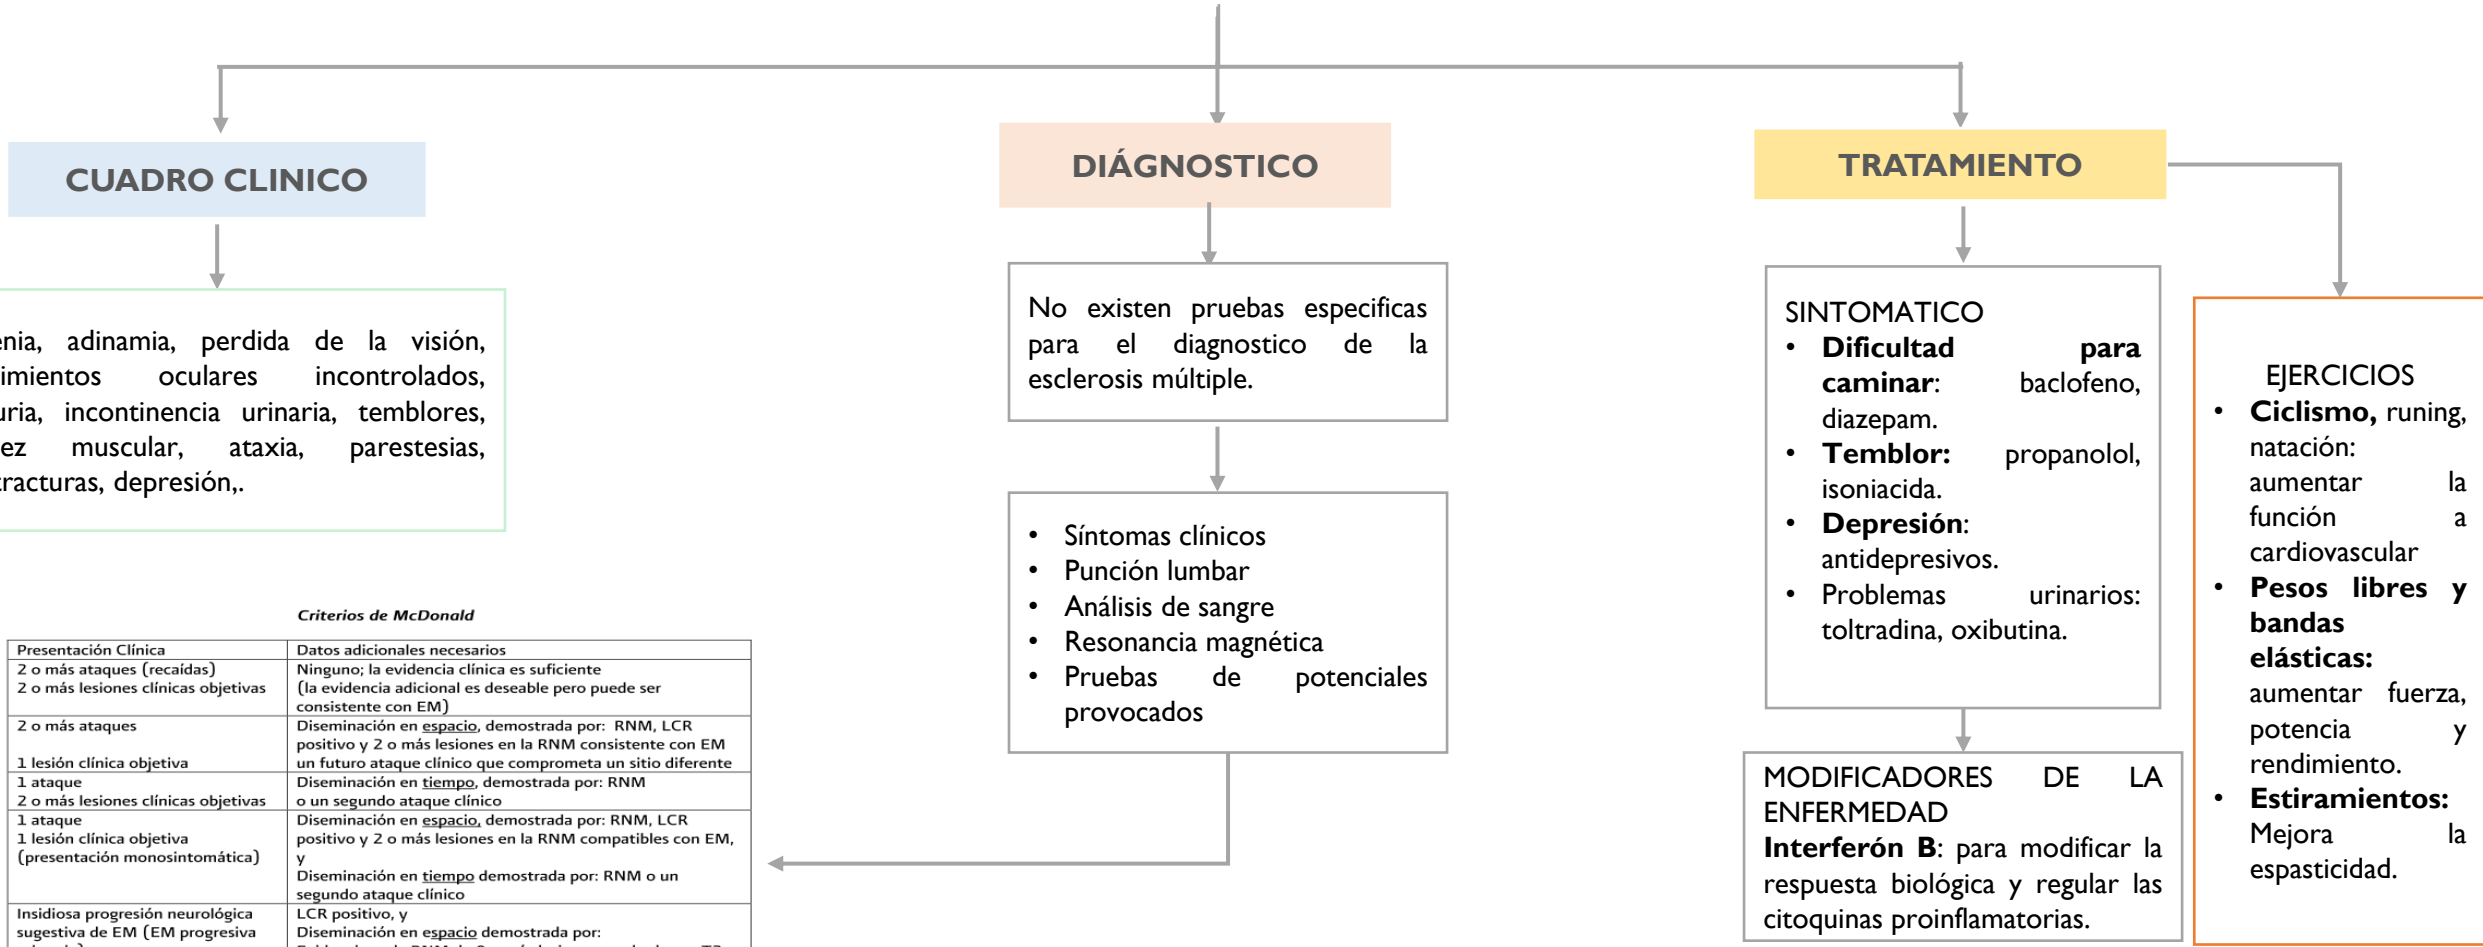 CUADRO CLINICO
enia, adinamia, perdida de la visión,
imientos oculares incontrolados,
uria, incontinencia urinaria, temblores,
ez muscular, ataxia, parestesias,
tracturas, depresión,.
Criterios de McDonald
Presentación Clínica Datos adicionales necesarios
2 o más ataques (recaídas) Ninguno; la evidencia clínica es suficiente
2 o más lesiones clínicas objetivas (la evidencia adicional es deseable pero puede ser
consistente con EM)
2 o más ataques Diseminación en espacio, demostrada por: RNM, LCR
positivo y 2 o más lesiones en la RNM consistente con EM
1 lesión clínica objetiva un futuro ataque clínico que comprometa un sitio diferente
1 ataque Diseminación en tiempo, demostrada por: RNM
2 o más lesiones clínicas objetivas o un segundo ataque clínico
1 ataque Diseminación en espacio, demostrada por: RNM, LCR
1 lesión clínica objetiva positivo y 2 o más lesiones en la RNM compatibles con EM,
(presentación monosintomática) y
Diseminación en tiempo demostrada por: RNM o un
segundo ataque clínico
Insidiosa progresión neurológica LCR positivo, y
sugestiva de EM (EM progresiva Diseminación en espacio demostrada por:
DIÁGNOSTICO
No existen pruebas especificas
para el diagnostico de la
esclerosis múltiple.
• Síntomas clínicos
• Punción lumbar
• Análisis de sangre
• Resonancia magnética
• Pruebas de potenciales
provocados
TRATAMIENTO
SINTOMATICO
• Dificultad para
caminar: baclofeno,
diazepam.
• Temblor: propanolol,
isoniacida.
• Depresión:
antidepresivos.
• Problemas urinarios:
toltradina, oxibutina.
MODIFICADORES DE LA
ENFERMEDAD
Interferón B: para modificar la
respuesta biológica y regular las
citoquinas proinflamatorias.
EJERCICIOS
• Ciclismo, runing,
natación:
aumentar la
función a
cardiovascular
• Pesos libres y
bandas
elásticas:
aumentar fuerza,
potencia y
rendimiento.
• Estiramientos:
Mejora la
espasticidad.